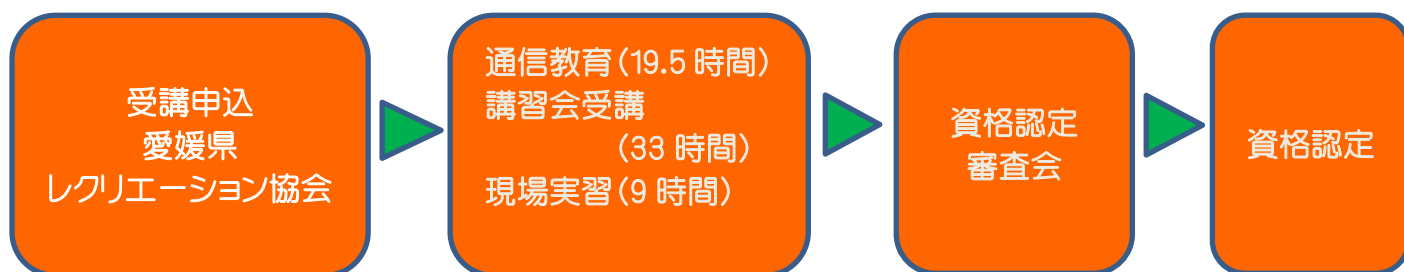 受講申込
愛媛県
レクリエーション協会
通信教育(19.5 時間)
講習会受講
(33 時間)
現場実習(9 時間)
資格認定
審査会
資格認定